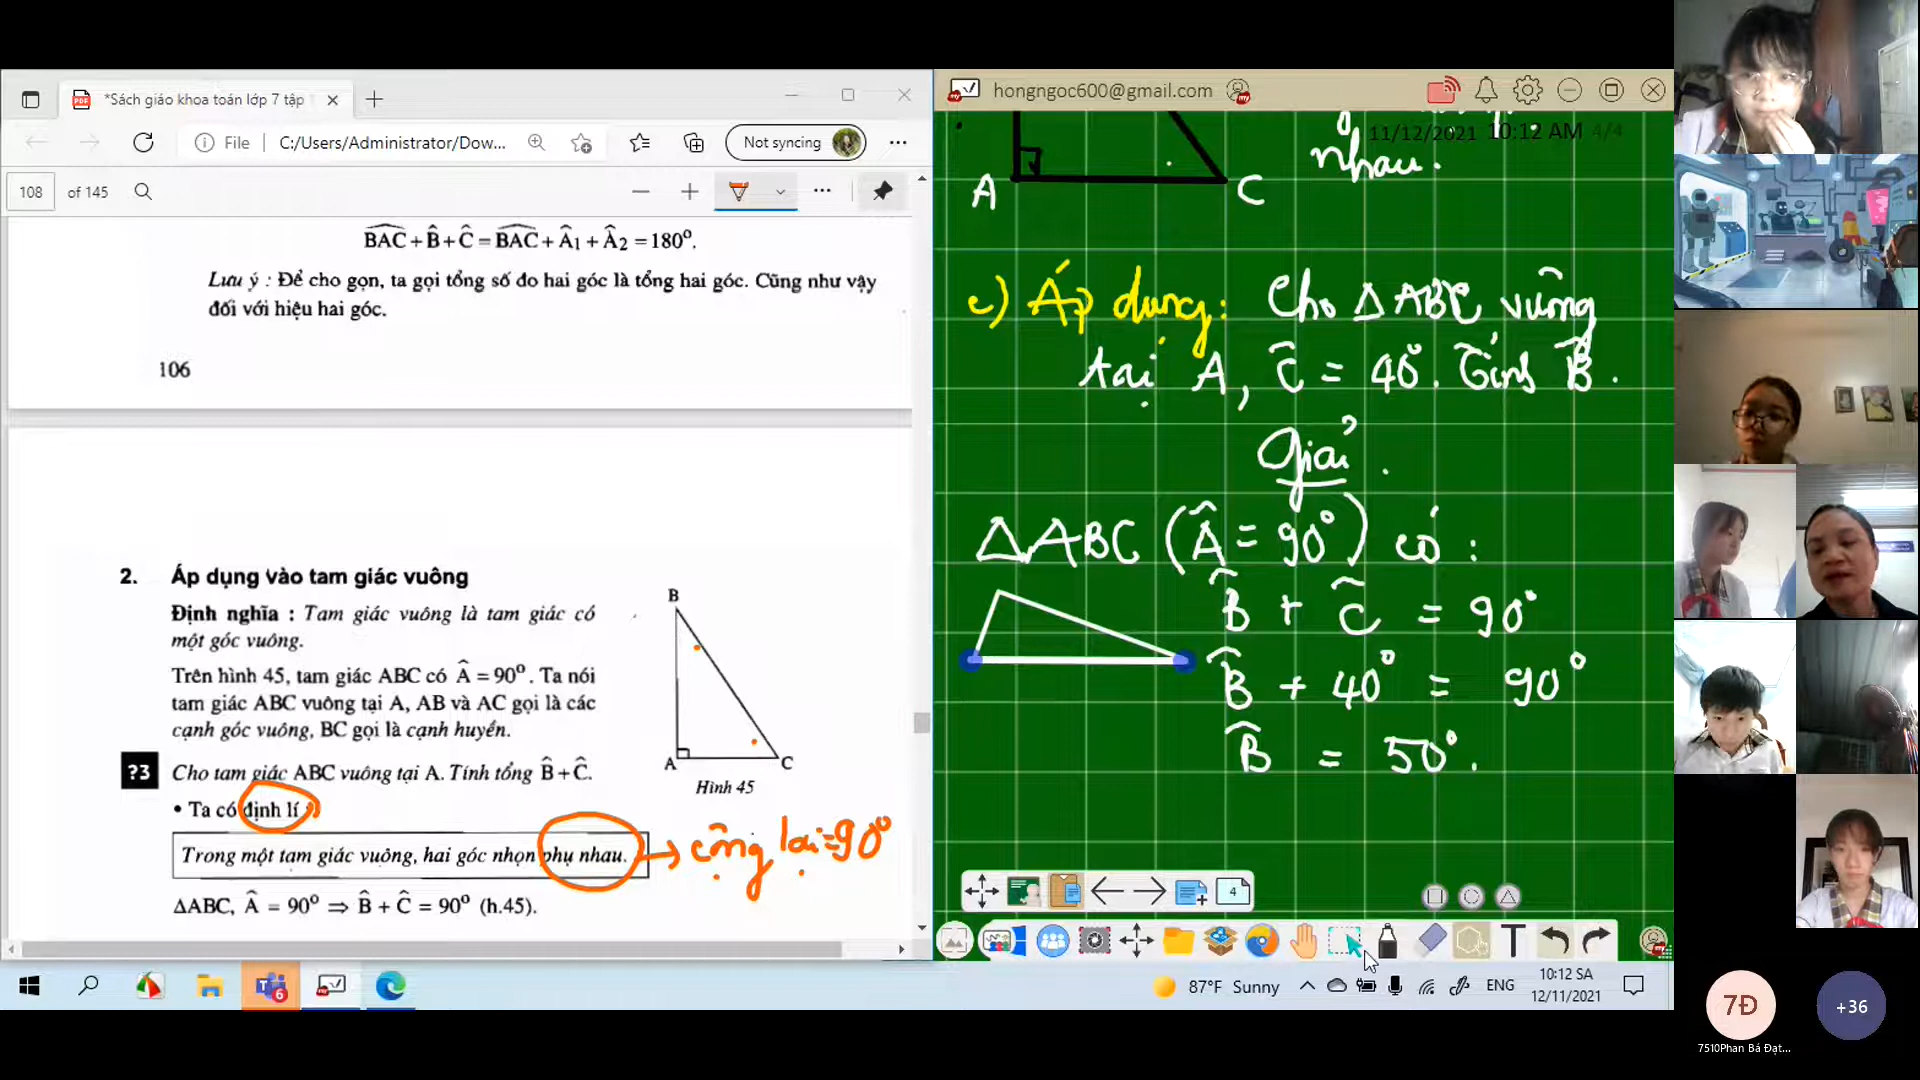 *Sách giáo khoa toán lớp 7 tập
File
C:/Users/Administrator/Dow...
Not syncing
108 of 145
BAC + B̂ + Ĉ = BAC + Â1 + Â2 = 180°.
Lưu ý : Để cho gọn, ta gọi tổng số đo hai góc là tổng hai góc. Cũng như vậy
đối với hiệu hai góc.
106
2. Áp dụng vào tam giác vuông
Định nghĩa : Tam giác vuông là tam giác có
một góc vuông.
Trên hình 45, tam giác ABC có Â = 90°. Ta nói
tam giác ABC vuông tại A, AB và AC gọi là các
cạnh góc vuông, BC gọi là cạnh huyền.
?3 Cho tam giác ABC vuông tại A. Tính tổng B̂ + Ĉ.
• Ta có định lí
Trong một tam giác vuông, hai góc nhọn phụ nhau.
cộng lại = 90°
ΔABC, Â = 90° ⇒ B̂ + Ĉ = 90° (h.45).
B
A
C
Hình 45
hongngoc600@gmail.com
11/12/2021 10:12 AM 4/4
nhau.
A
C
c) Áp dụng: Cho ΔABC vuông
tại A, Ĉ = 40°. Tính B̂.
Giải.
ΔABC (Â = 90°) có :
B̂ + Ĉ = 90°
B̂ + 40° = 90°
B̂ = 50°.
4
6
87°F Sunny
ENG
10:12 SA
12/11/2021
7Đ
7510Phan Bá Đạt...
+36